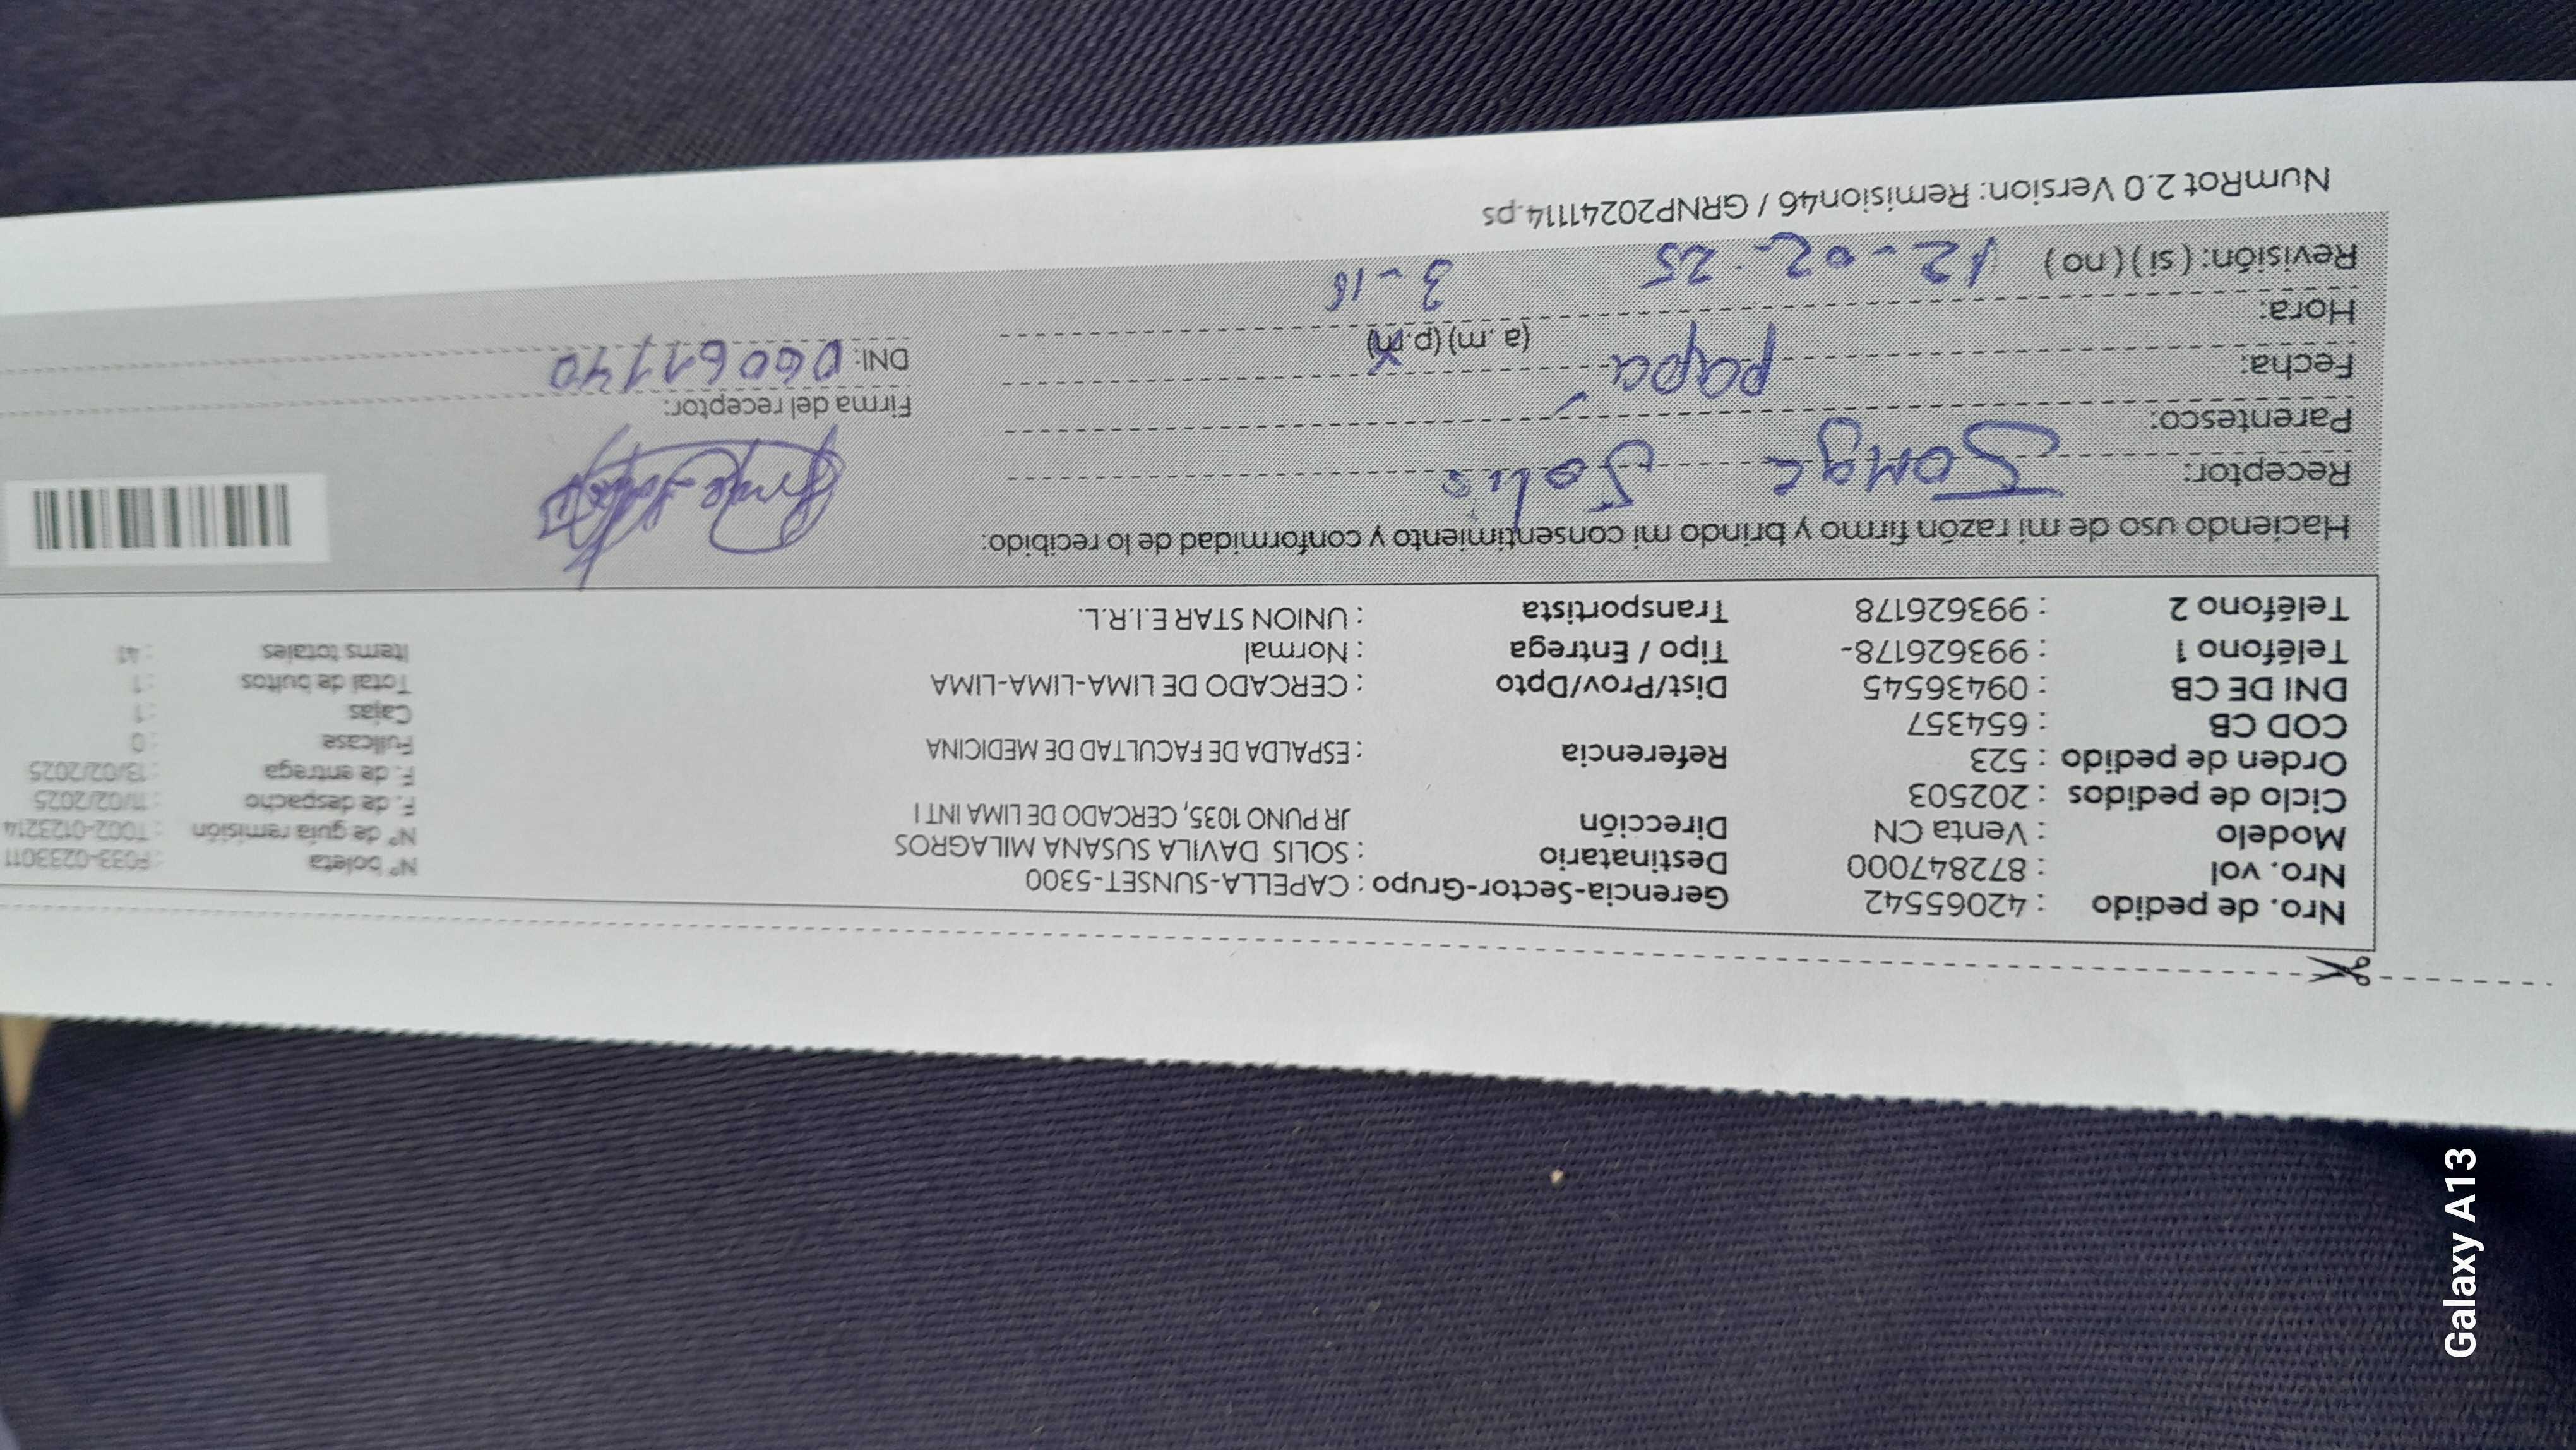 Nro. de pedido : 42065542 Gerencia-Sector-Grupo : CAPELLA-SUNSET-5300
Nro. vol : 872847000 Destinatario : SOLIS DAVILA SUSANA MILAGROS Nº boleta : F033-0233011
Modelo : Venta CN Dirección JR PUNO 1035, CERCADO DE LIMA INT I Nº de guía remisión : T002-0123214
Ciclo de pedidos : 202503 F. de despacho : 11/02/2025
Orden de pedido : 523 Referencia : ESPALDA DE FACULTAD DE MEDICINA F. de entrega : 13/02/2025
COD CB : 654357 Fullcase : 0
DNI DE CB : 09436545 Dist/Prov/Dpto : CERCADO DE LIMA-LIMA-LIMA Cajas : 1
Teléfono 1 : 993626178- Tipo / Entrega : Normal Total de bultos : 1
Teléfono 2 : 993626178 Transportista : UNION STAR E.I.R.L. Items totales : 41
Haciendo uso de mi razón firmo y brindo mi consentimiento y conformidad de lo recibido:
Receptor: Jorge Solis
Parentesco: papá Firma del receptor:
Fecha: DNI: 06061140
Hora: (a .m) (p.m)
Revisión: ( si ) ( no ) 12-02-25 3-18
NumRot 2.0 Version: Remision46 / GRNP20241114.ps
Galaxy A13